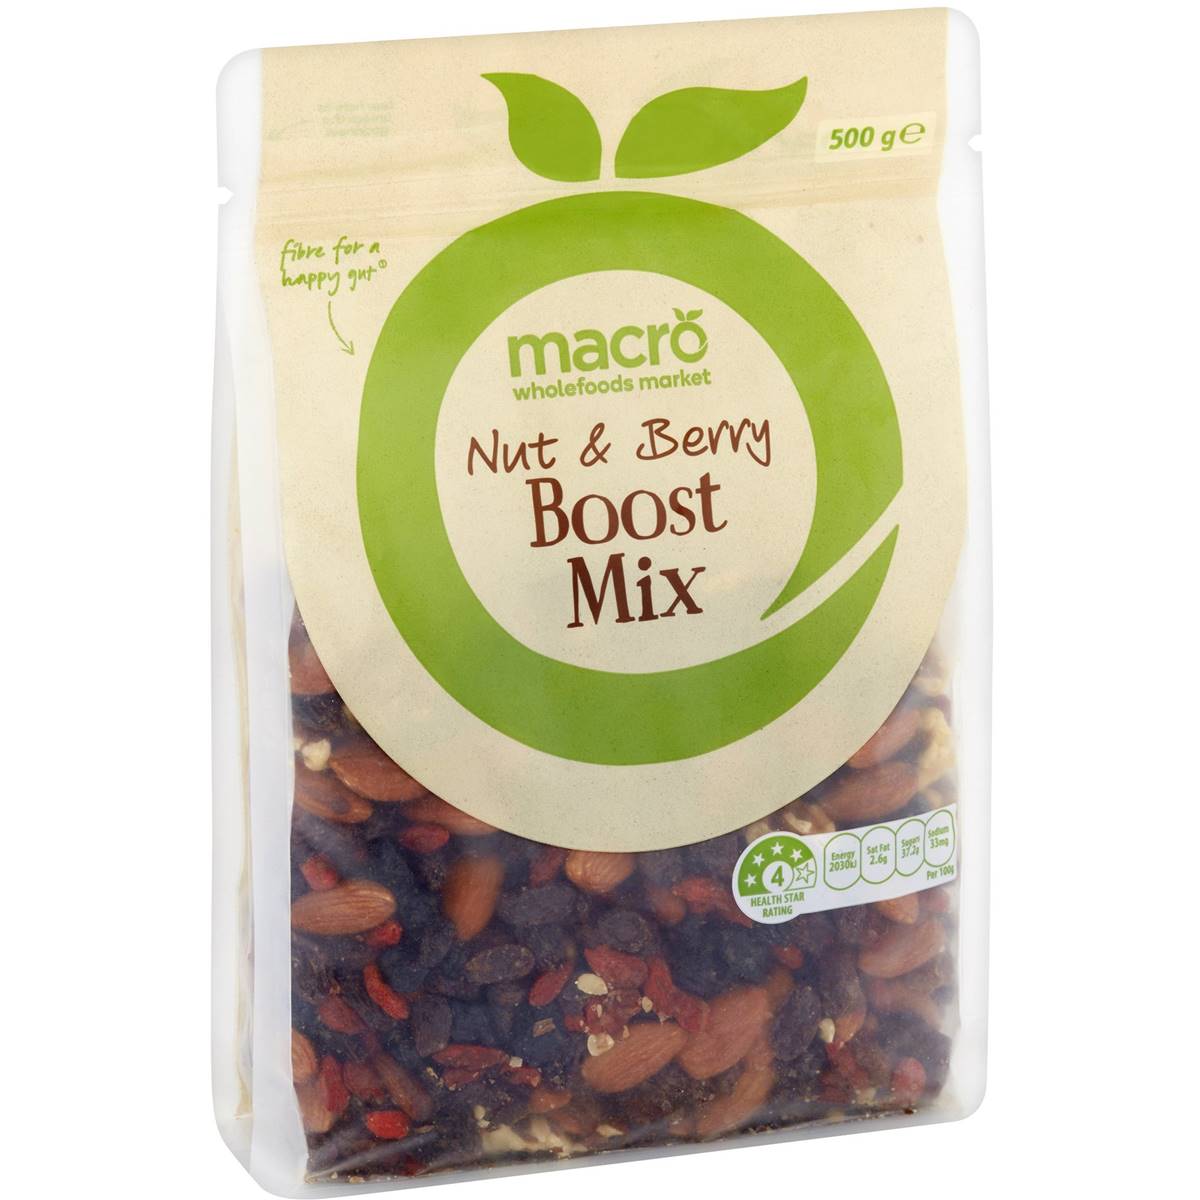 500 g e
fibre for a
happy gut
macro
wholefoods market
Nut & Berry
Boost
Mix
4
HEALTH STAR
RATING
Energy
2030kJ
Sat Fat
2.6g
Sugars
37.2g
Sodium
33mg
Per 100g